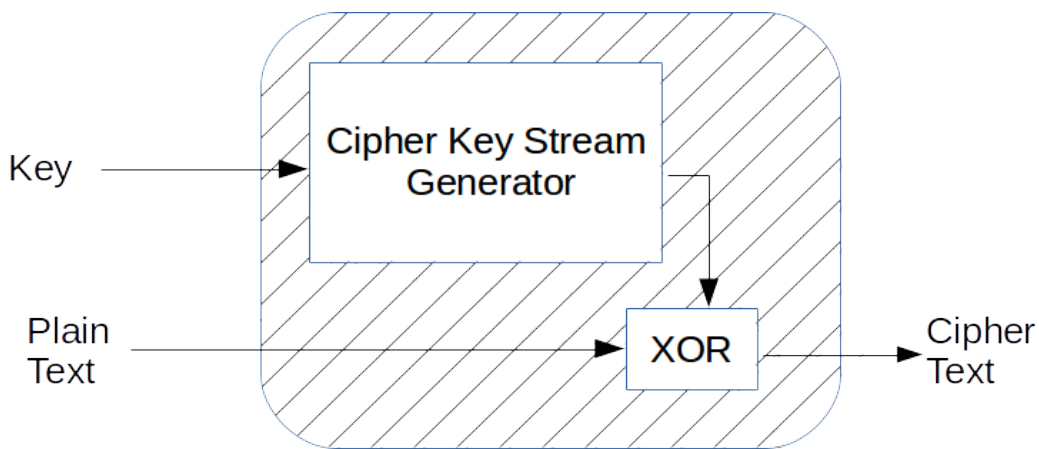 Cipher Key Stream
Generator
Key
Plain
Text
XOR
Cipher
Text